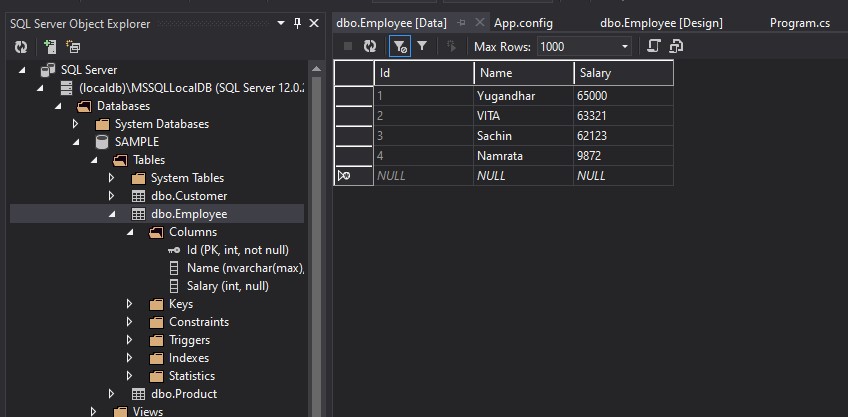 SQL Server Object Explorer
SQL Server
(localdb)\MSSQLLocalDB (SQL Server 12.0.2
Databases
System Databases
SAMPLE
Tables
System Tables
dbo.Customer
dbo.Employee
Columns
Id (PK, int, not null)
Name (nvarchar(max),
Salary (int, null)
Keys
Constraints
Triggers
Indexes
Statistics
dbo.Product
Views
dbo.Employee [Data] App.config dbo.Employee [Design] Program.cs
Max Rows: 1000
Id Name Salary
1 Yugandhar 65000
2 VITA 63321
3 Sachin 62123
4 Namrata 9872
NULL NULL NULL